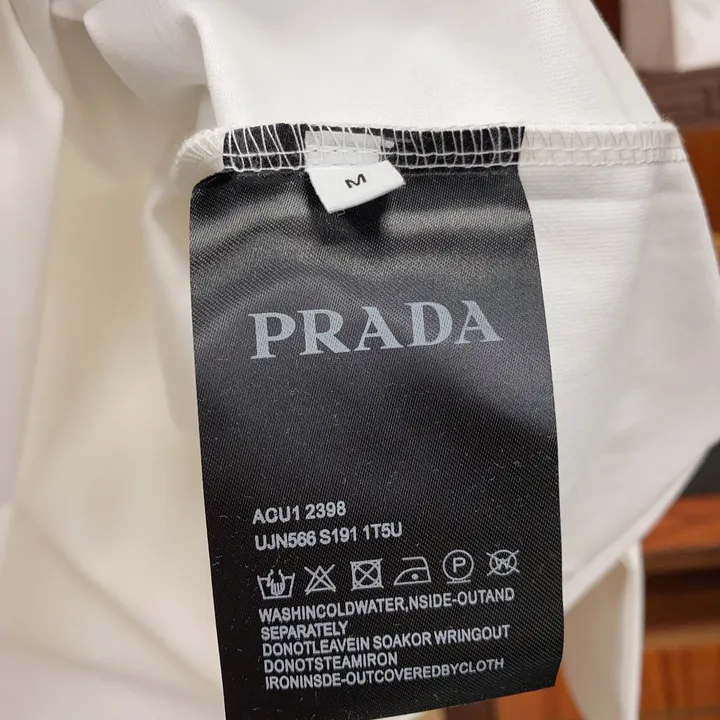 M
PRADA
ACU1 2398
UJN566 S191 1T5U
P W
WASHINCOLDWATER,NSIDE-OUTAND
SEPARATELY
DONOTLEAVEIN SOAKOR WRINGOUT
DONOTSTEAMIRON
IRONINSDE-OUTCOVEREDBYCLOTH